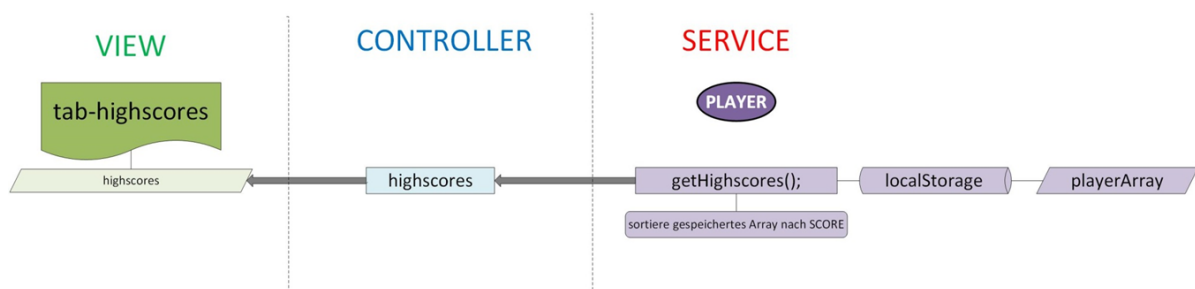 VIEW
CONTROLLER
SERVICE
tab-highscores
PLAYER
highscores
highscores
getHighscores();
localStorage
playerArray
sortiere gespeichertes Array nach SCORE